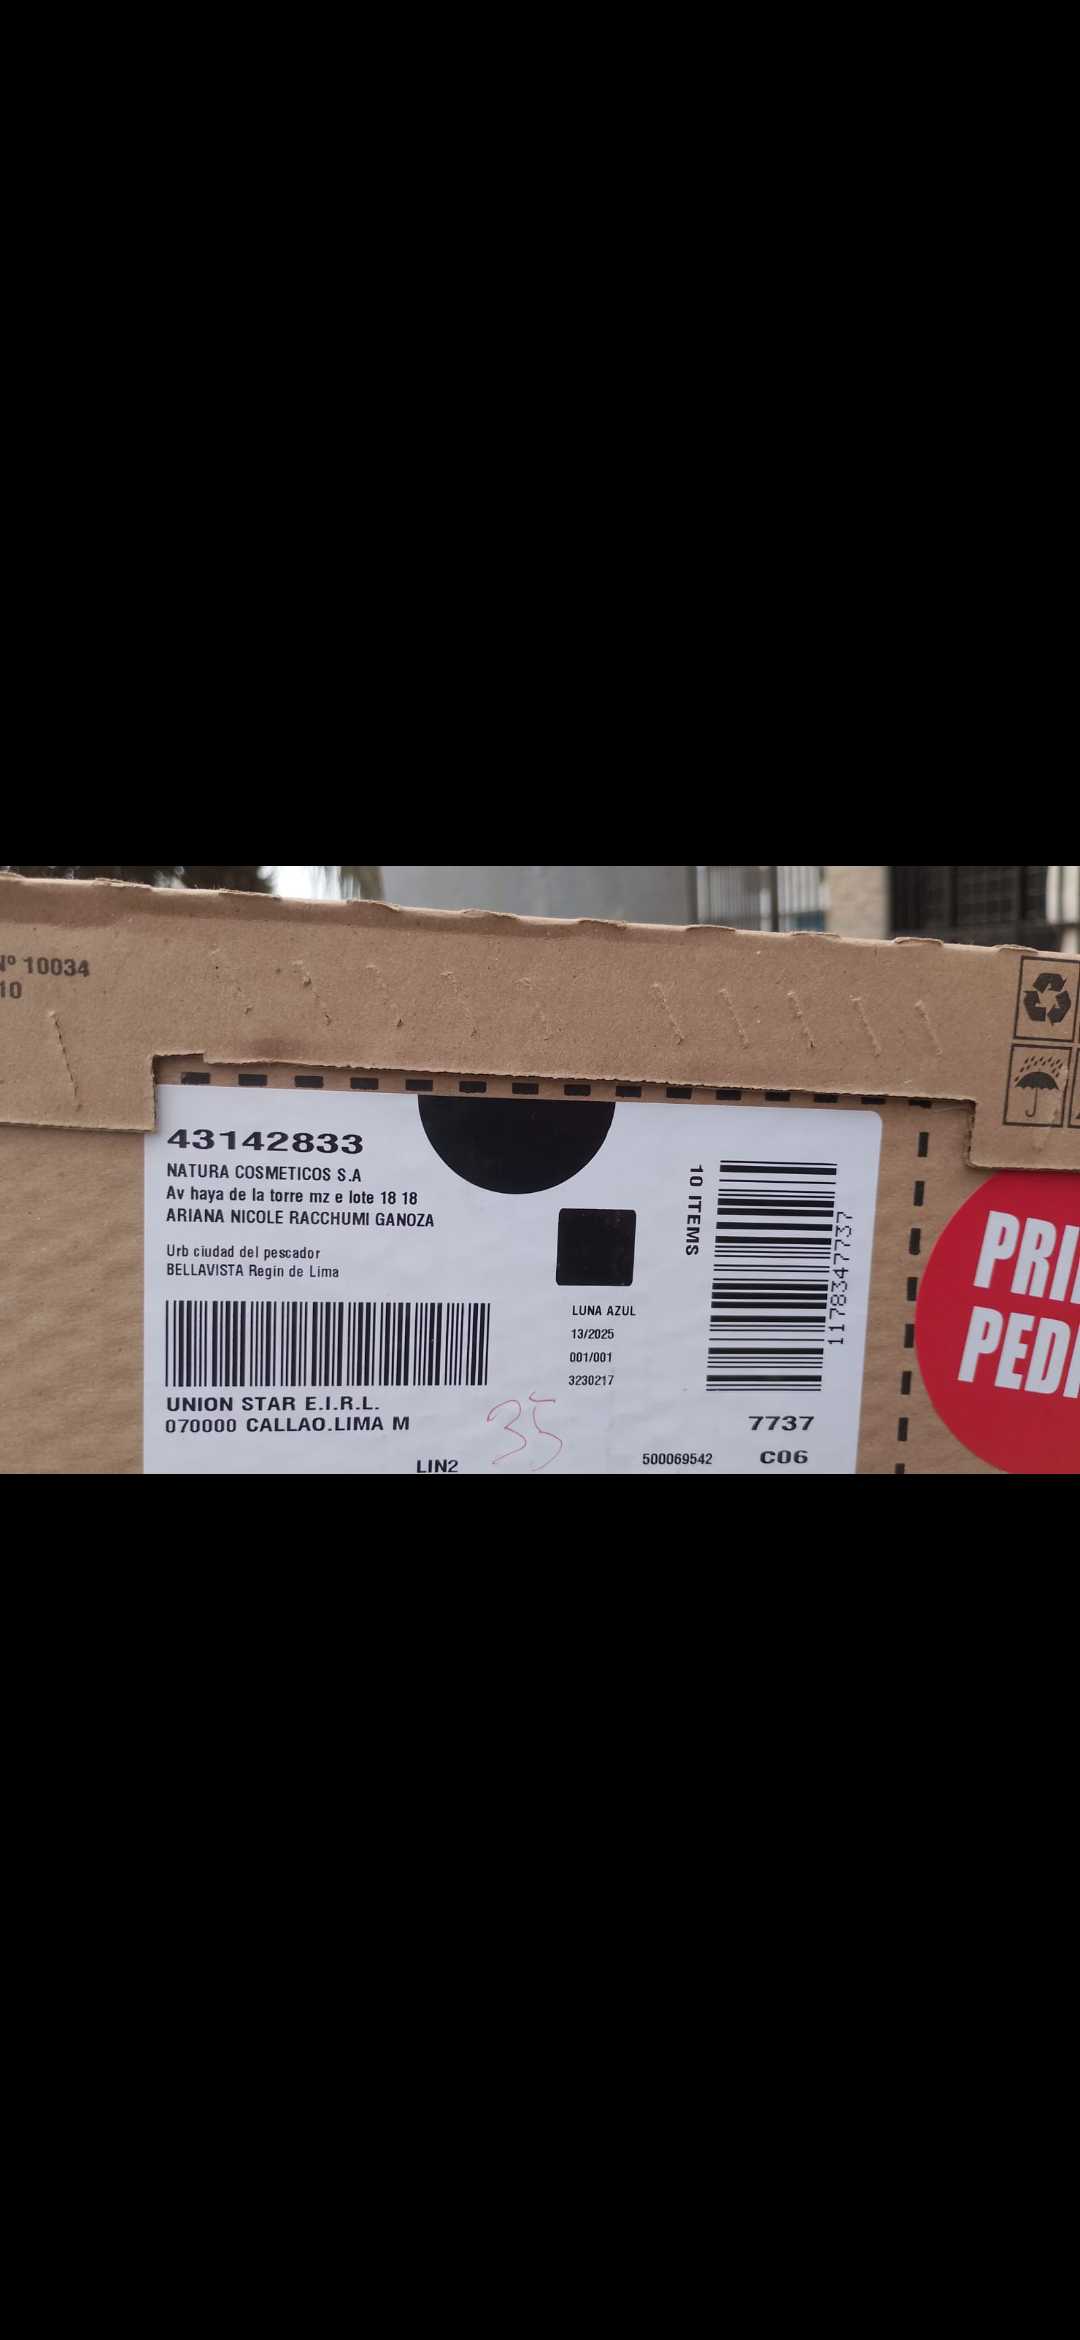 Nº 10034
10
43142833
NATURA COSMETICOS S.A
Av haya de la torre mz e lote 18 18
ARIANA NICOLE RACCHUMI GANOZA
Urb ciudad del pescador
BELLAVISTA Regin de Lima
UNION STAR E.I.R.L.
070000 CALLAO.LIMA M
LIN2
35
LUNA AZUL
13/2025
001/001
3230217
10 ITEMS
1178347737
7737
500069542
C06
PRI
PEDI